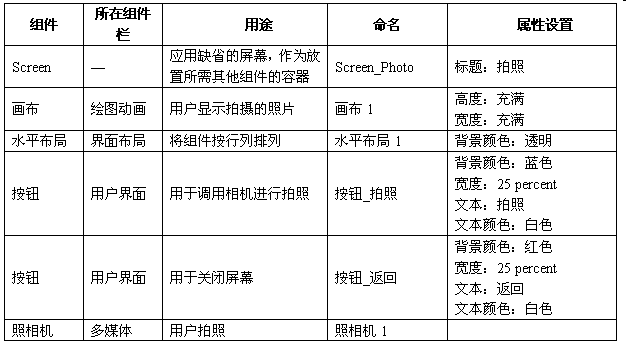 组件 所在组件栏 用途 命名 属性设置
Screen — 应用缺省的屏幕，作为放置所需其他组件的容器 Screen_Photo 标题：拍照
画布 绘图动画 用户显示拍摄的照片 画布 1 高度：充满
宽度：充满
水平布局 界面布局 将组件按行列排列 水平布局 1 背景颜色：透明
按钮 用户界面 用于调用相机进行拍照 按钮_拍照 背景颜色：蓝色
宽度：25 percent
文本：拍照
文本颜色：白色
按钮 用户界面 用于关闭屏幕 按钮_返回 背景颜色：红色
宽度：25 percent
文本：返回
文本颜色：白色
照相机 多媒体 用户拍照 照相机 1